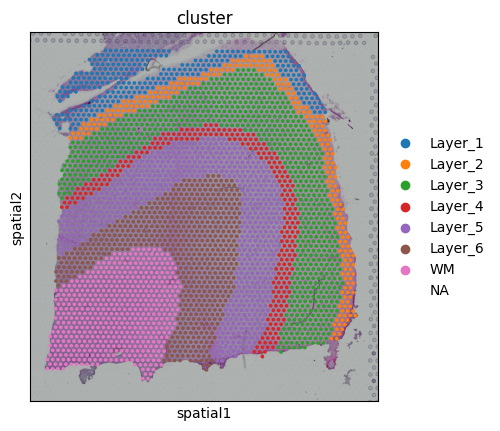 cluster
spatial2
Layer_1
Layer_2
Layer_3
Layer_4
Layer_5
Layer_6
WM
NA
spatial1